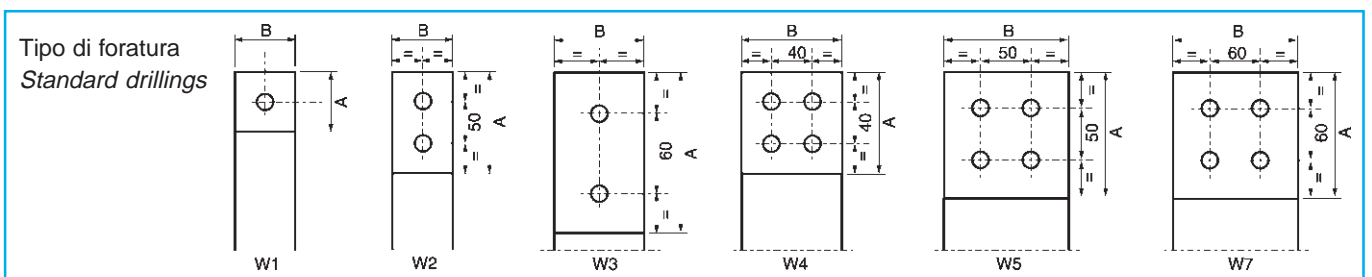 Tipo di foratura
Standard drillings
B
A
W1
B
= =
=
50
=
A
W2
B
= =
=
60
=
A
W3
B
= 40 =
=
40
=
A
W4
B
= 50 =
=
50
=
A
W5
B
= 60 =
=
60
=
A
W7